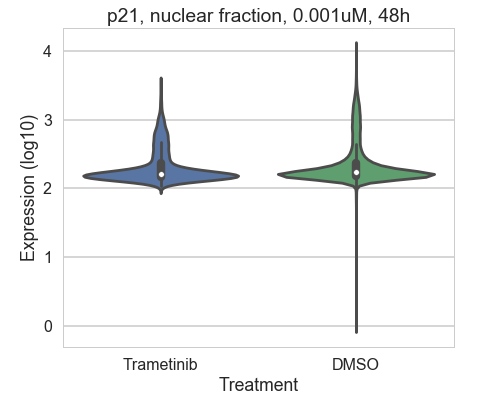 p21, nuclear fraction, 0.001uM, 48h
Expression (log10)
4
3
2
1
0
Trametinib
DMSO
Treatment